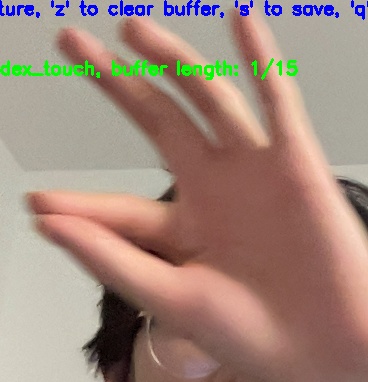 ture, 'z' to clear buffer, 's' to save, 'q'
dex_touch, buffer length: 1/15